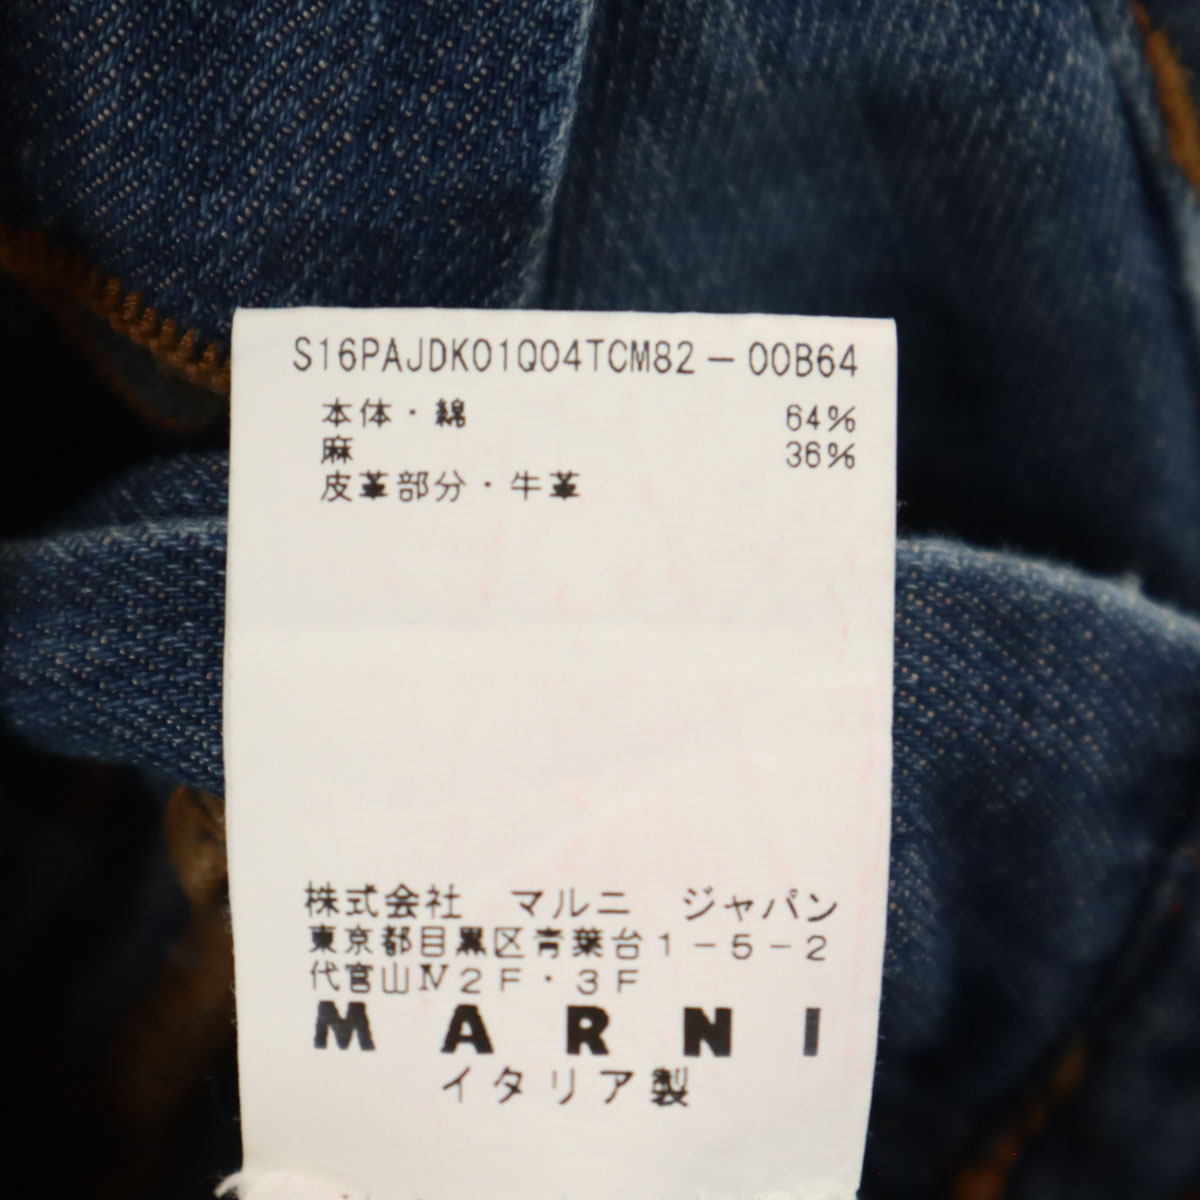 S16PAJDK01Q04TCM82-00B64
本体・綿 64%
麻 36%
皮革部分・牛革
株式会社 マルニ ジャパン
東京都目黒区青葉台1-5-2
代官山Ⅳ2F・3F
MARNI
イタリア製